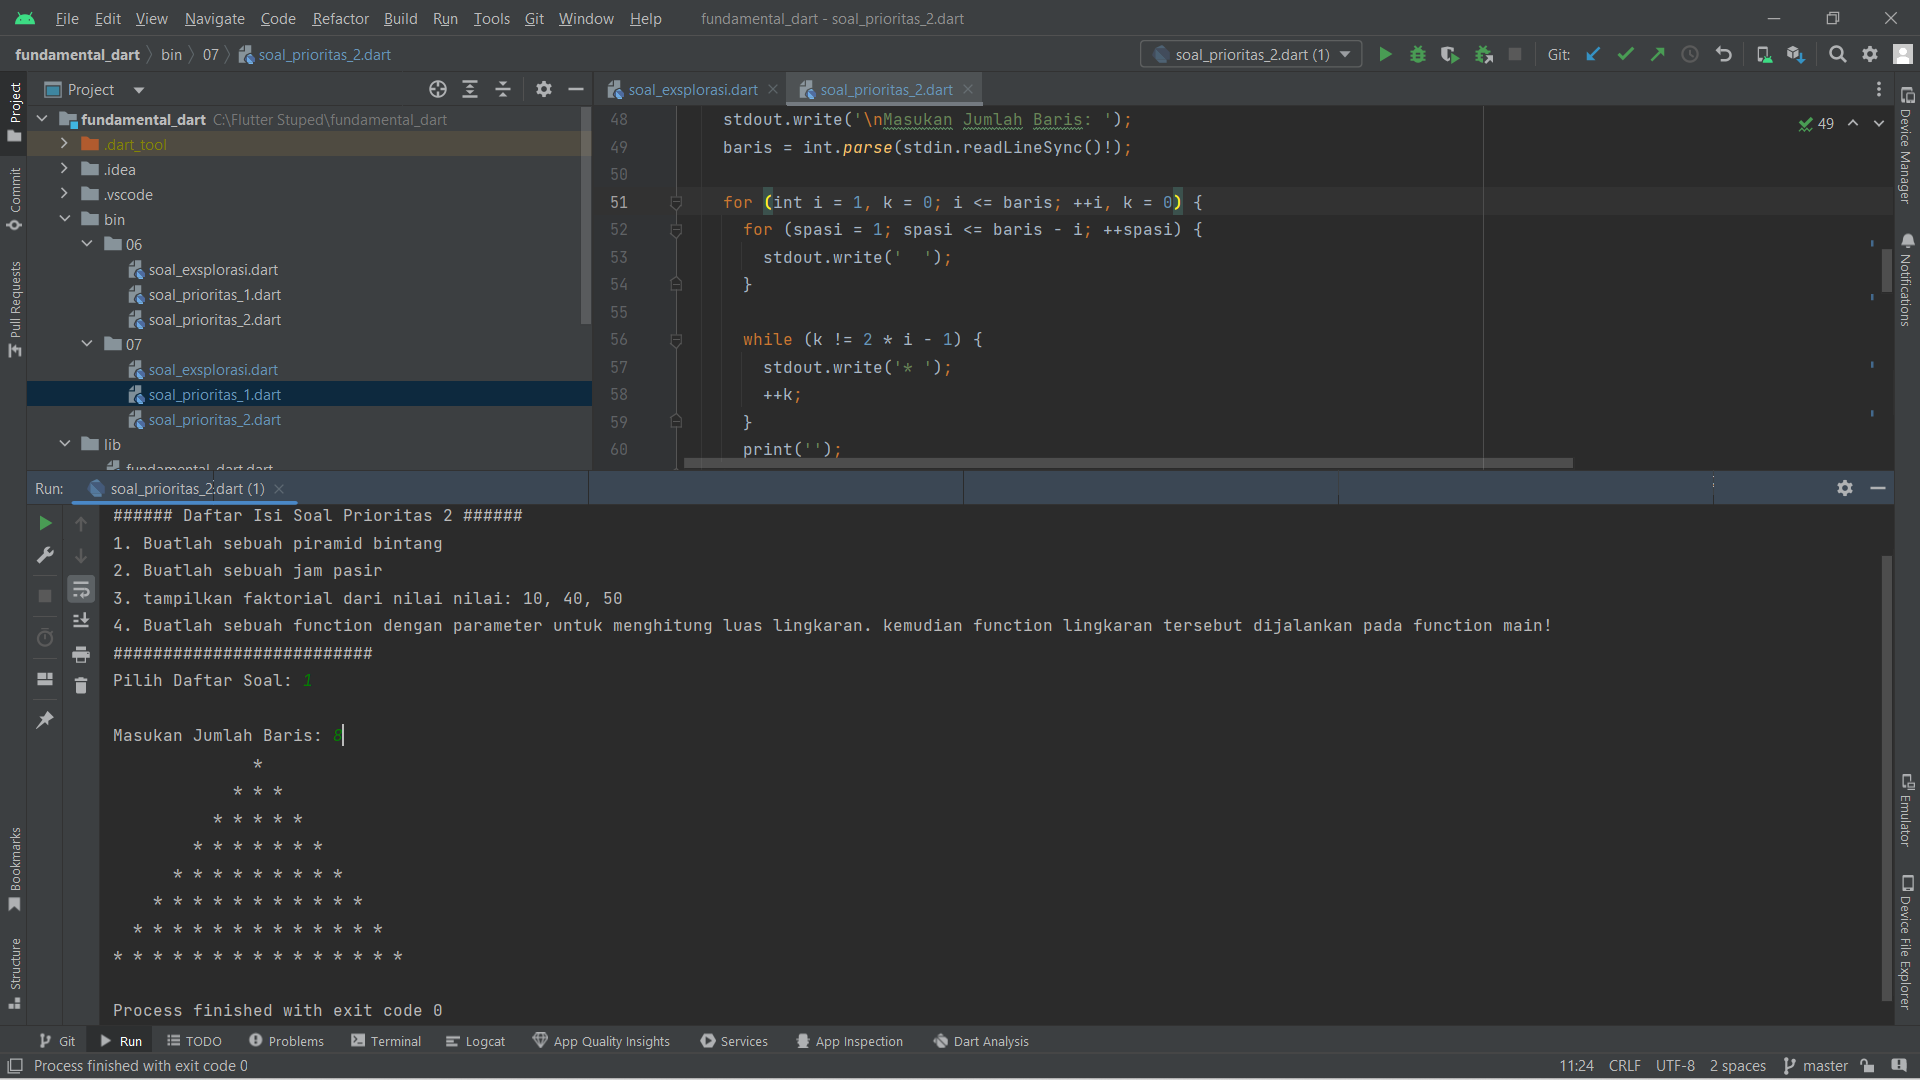 File Edit View Navigate Code Refactor Build Run Tools Git Window Help fundamental_dart - soal_prioritas_2.dart
fundamental_dart bin 07 soal_prioritas_2.dart soal_prioritas_2.dart (1) Git:
Project soal_exsplorasi.dart soal_prioritas_2.dart
fundamental_dart C:\Flutter Stuped\fundamental_dart
.dart_tool
.idea
.vscode
bin
06
soal_exsplorasi.dart
soal_prioritas_1.dart
soal_prioritas_2.dart
07
soal_exsplorasi.dart
soal_prioritas_1.dart
soal_prioritas_2.dart
lib
fundamental_dart.dart
49
48 stdout.write('\nMasukan Jumlah Baris: ');
49 baris = int.parse(stdin.readLineSync()!);
50
51 for (int i = 1, k = 0; i <= baris; ++i, k = 0) {
52 for (spasi = 1; spasi <= baris - i; ++spasi) {
53 stdout.write('  ');
54 }
55
56 while (k != 2 * i - 1) {
57 stdout.write('* ');
58 ++k;
59 }
60 print('');
Run: soal_prioritas_2.dart (1)
###### Daftar Isi Soal Prioritas 2 ######
1. Buatlah sebuah piramid bintang
2. Buatlah sebuah jam pasir
3. tampilkan faktorial dari nilai nilai: 10, 40, 50
4. Buatlah sebuah function dengan parameter untuk menghitung luas lingkaran. kemudian function lingkaran tersebut dijalankan pada function main!
##########################
Pilih Daftar Soal: 1
Masukan Jumlah Baris: 8
*
* * *
* * * * *
* * * * * * *
* * * * * * * * *
* * * * * * * * * * *
* * * * * * * * * * * * *
* * * * * * * * * * * * * * *
Process finished with exit code 0
Git Run TODO Problems Terminal Logcat App Quality Insights Services App Inspection Dart Analysis
Process finished with exit code 0 11:24 CRLF UTF-8 2 spaces master
Project
Commit
Pull Requests
Bookmarks
Structure
Device Manager
Notifications
Emulator
Device File Explorer